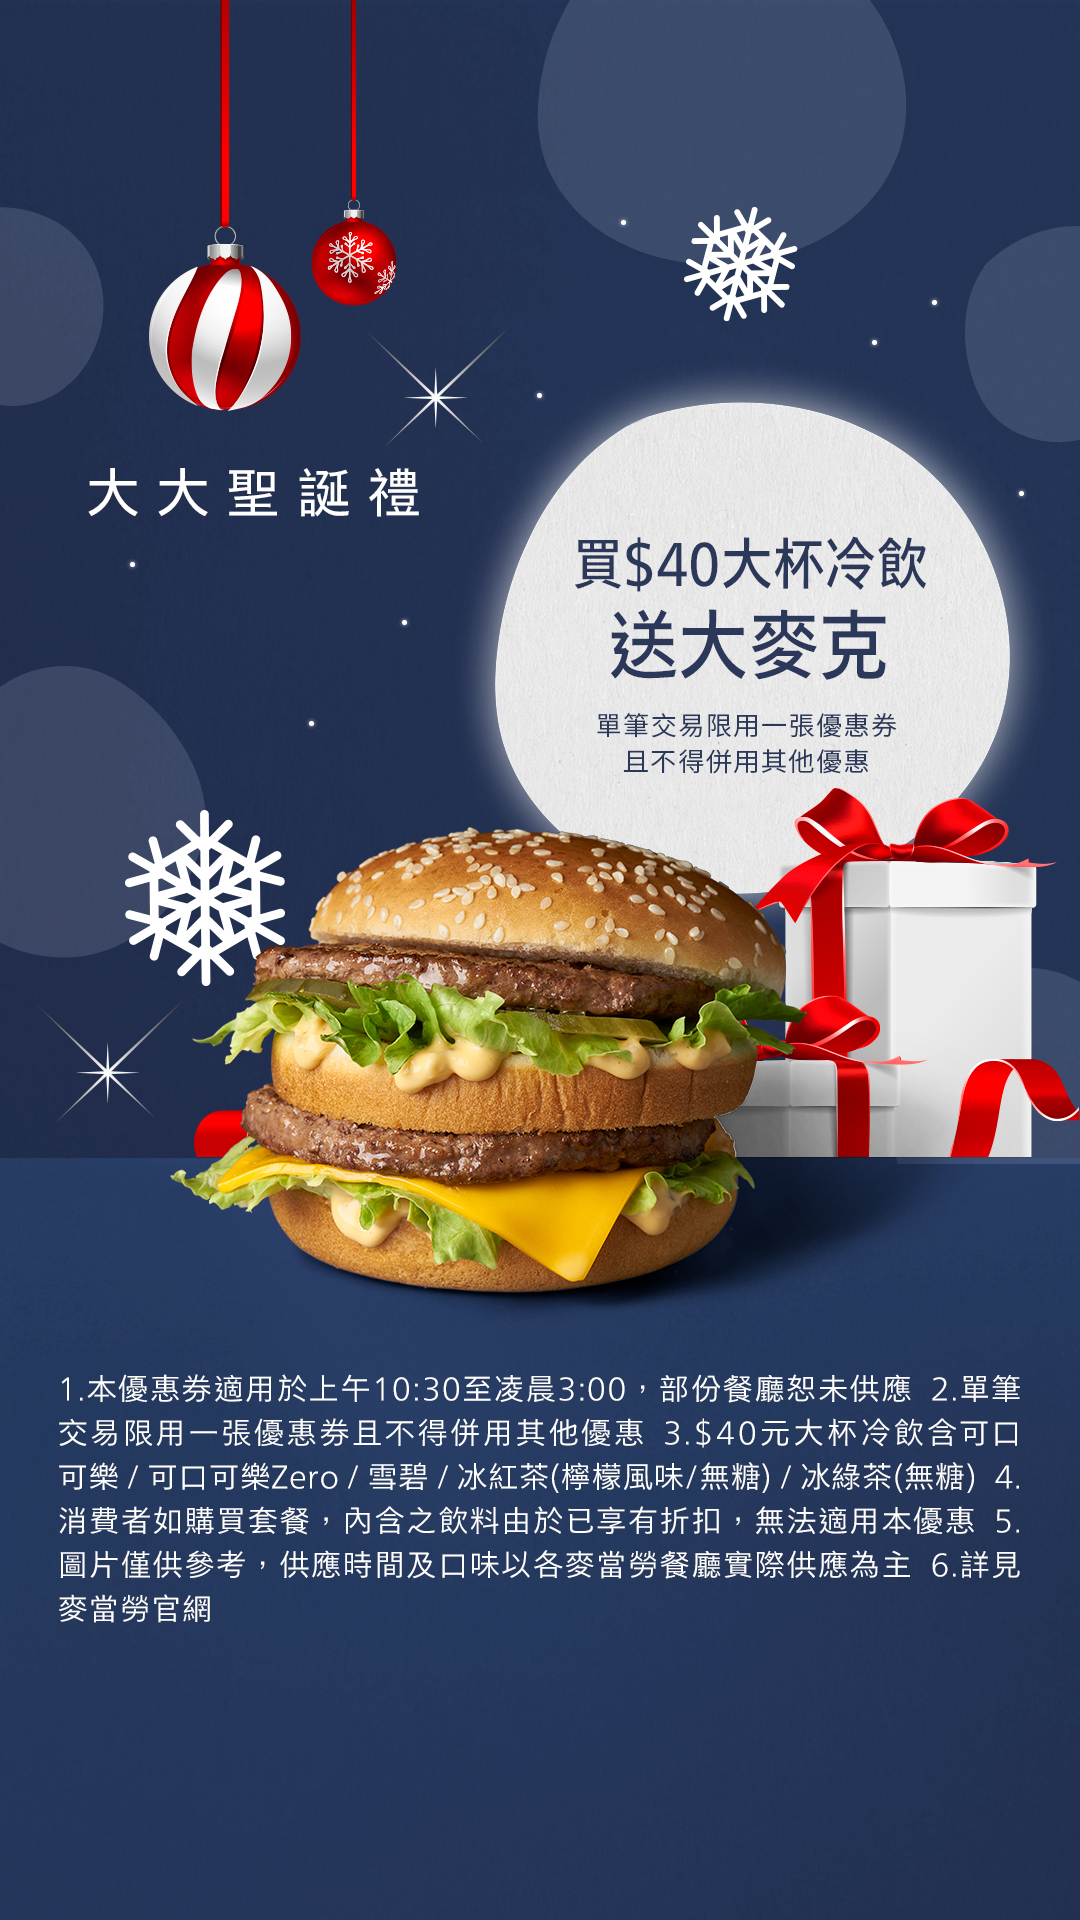 大大聖誕禮
買$40大杯冷飲
送大麥克
單筆交易限用一張優惠券
且不得併用其他優惠
1.本優惠券適用於上午10:30至凌晨3:00，部份餐廳恕未供應 2.單筆
交易限用一張優惠券且不得併用其他優惠 3.$40元大杯冷飲含可口
可樂 / 可口可樂Zero / 雪碧 / 冰紅茶(檸檬風味/無糖) / 冰綠茶(無糖) 4.
消費者如購買套餐，內含之飲料由於已享有折扣，無法適用本優惠 5.
圖片僅供參考，供應時間及口味以各麥當勞餐廳實際供應為主 6.詳見
麥當勞官網